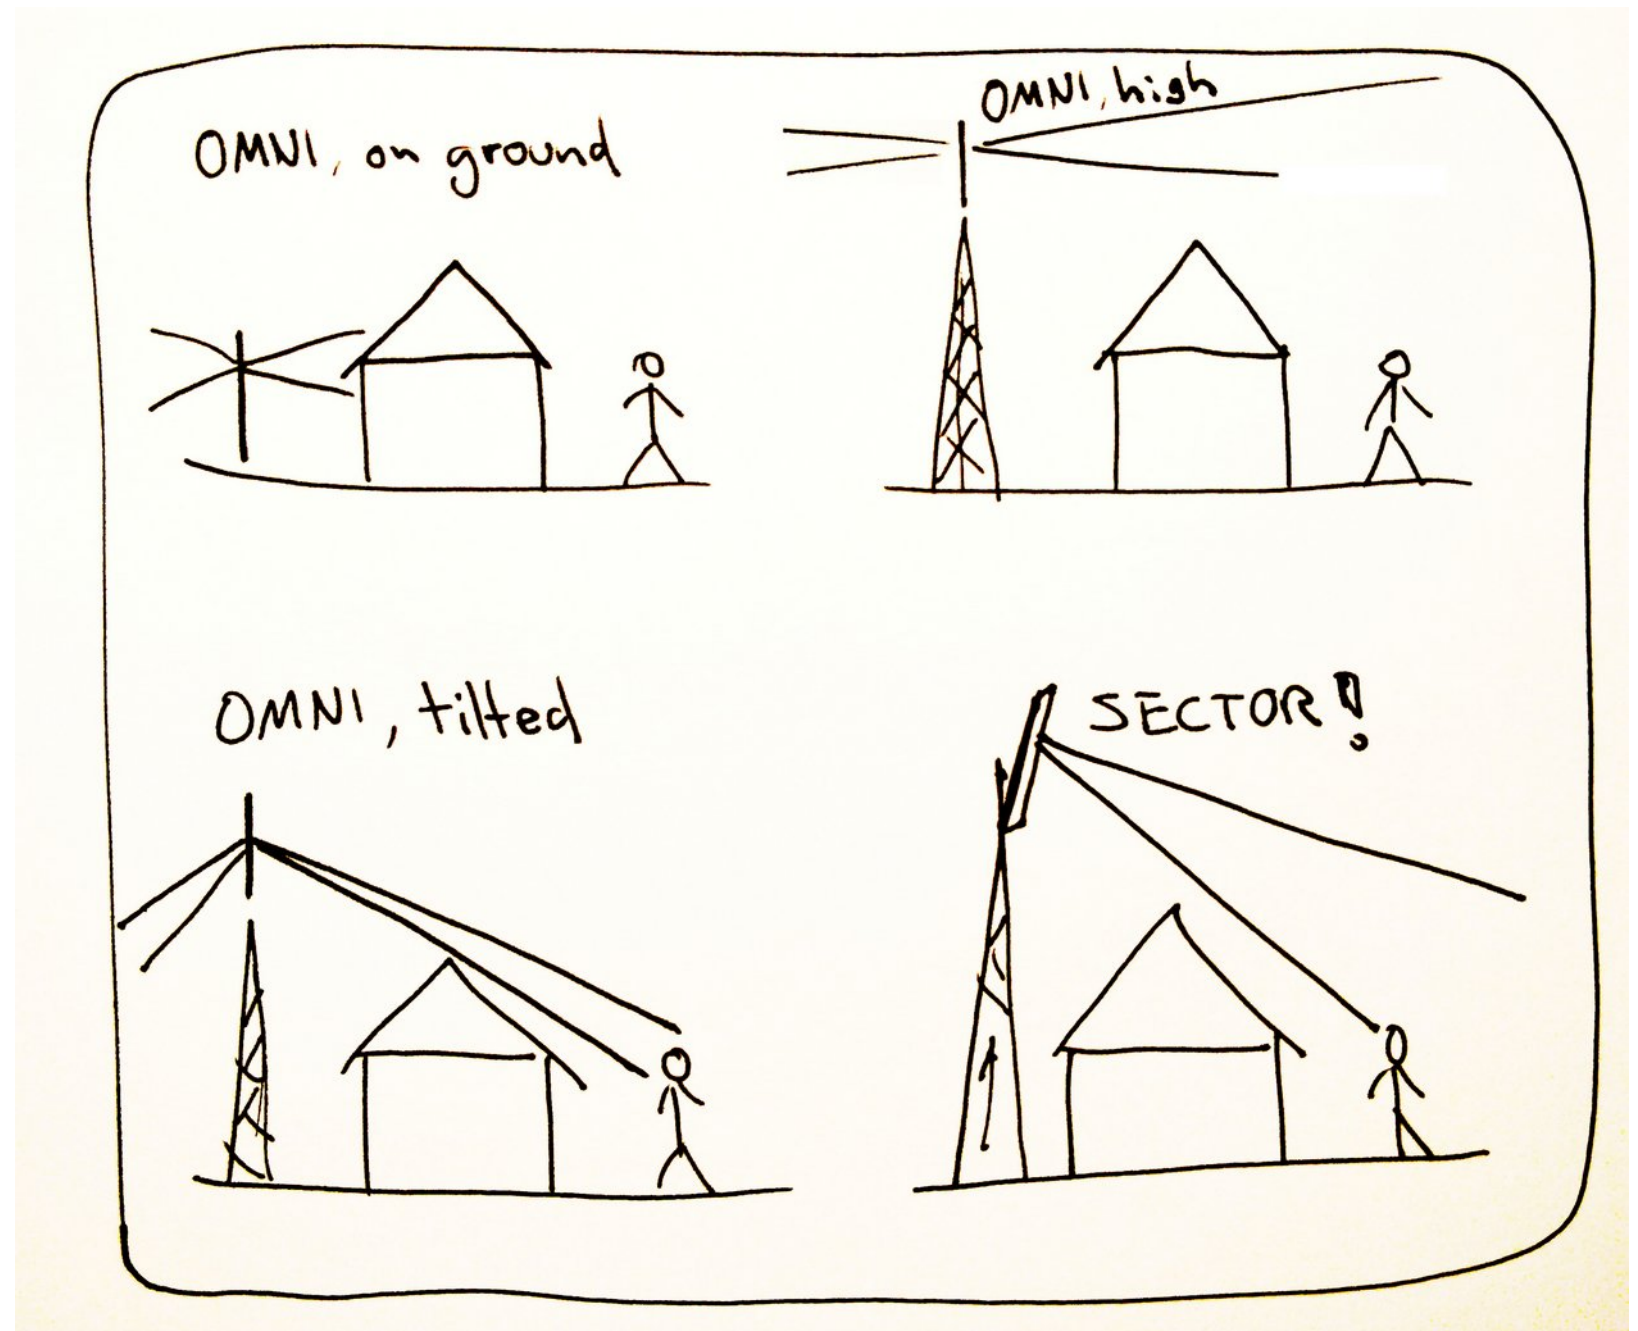 OMNI, on ground
OMNI, high
OMNI, tilted
SECTOR!